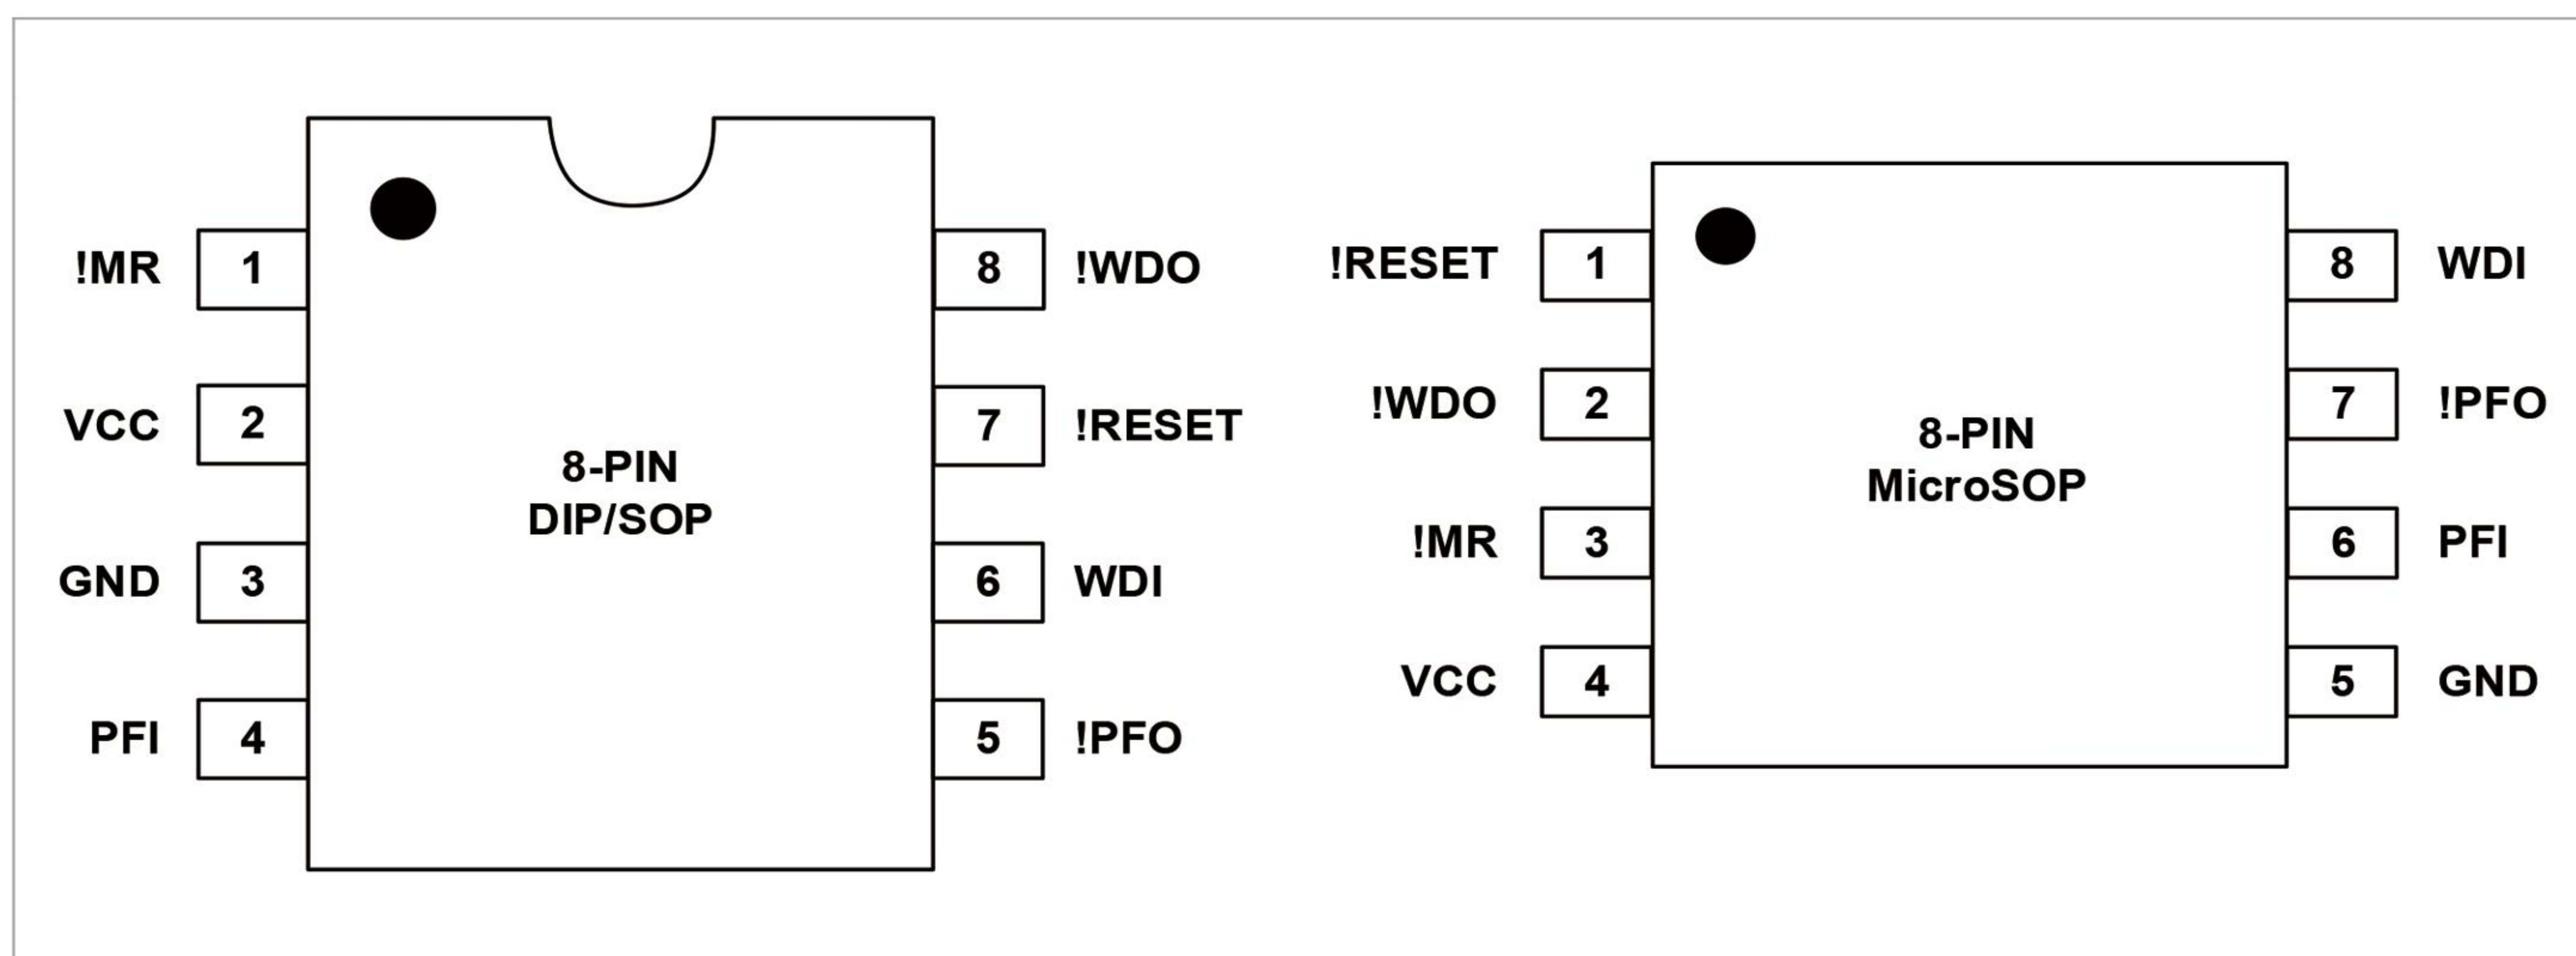 !MR 1
VCC 2
GND 3
PFI 4
8-PIN
DIP/SOP
8 !WDO
7 !RESET
6 WDI
5 !PFO
!RESET 1
!WDO 2
!MR 3
VCC 4
8-PIN
MicroSOP
8 WDI
7 !PFO
6 PFI
5 GND